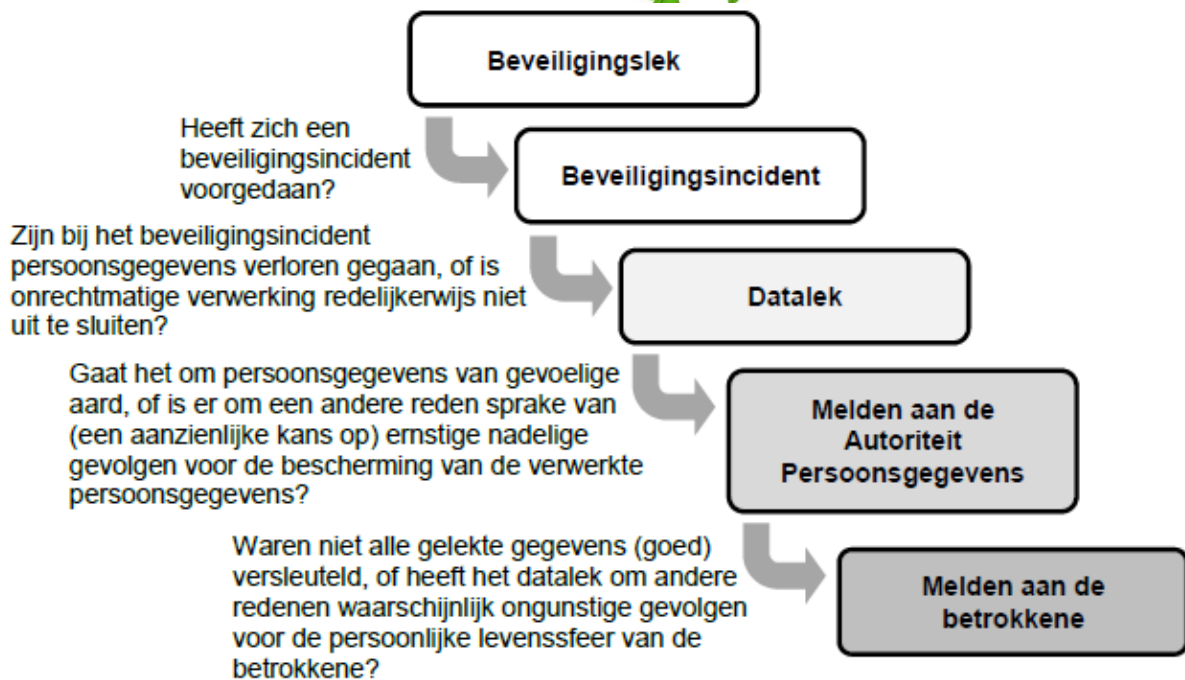 Beveiligingslek
Heeft zich een
beveiligingsincident
voorgedaan?
Beveiligingsincident
Zijn bij het beveiligingsincident
persoonsgegevens verloren gegaan, of is
onrechtmatige verwerking redelijkerwijs niet
uit te sluiten?
Datalek
Gaat het om persoonsgegevens van gevoelige
aard, of is er om een andere reden sprake van
(een aanzienlijke kans op) ernstige nadelige
gevolgen voor de bescherming van de verwerkte
persoonsgegevens?
Melden aan de
Autoriteit
Persoonsgegevens
Waren niet alle gelekte gegevens (goed)
versleuteld, of heeft het datalek om andere
redenen waarschijnlijk ongunstige gevolgen
voor de persoonlijke levenssfeer van de
betrokkene?
Melden aan de
betrokkene